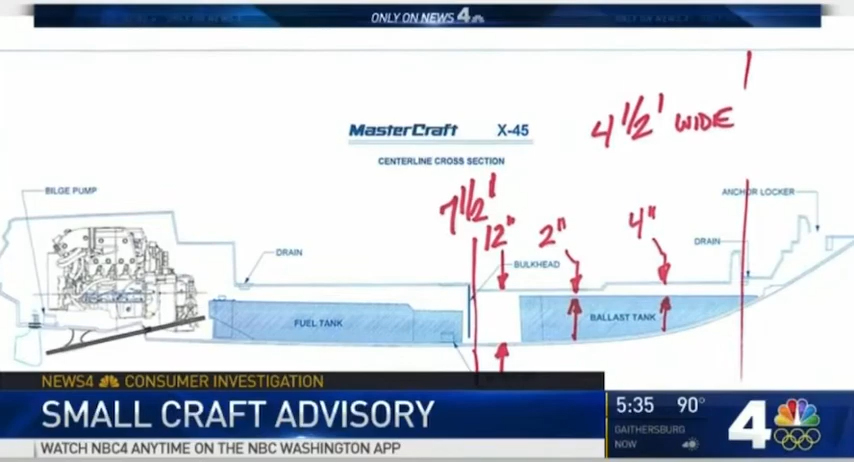 ONLY ON NEWS 4
MasterCraft X-45
CENTERLINE CROSS SECTION
4 1/2' WIDE
BILGE PUMP
ANCHOR LOCKER
7 1/2'
12"
2"
4"
DRAIN
DRAIN
BULKHEAD
FUEL TANK
BALLAST TANK
NEWS4 CONSUMER INVESTIGATION
SMALL CRAFT ADVISORY
WATCH NBC4 ANYTIME ON THE NBC WASHINGTON APP
5:35 90°
GAITHERSBURG
NOW
4